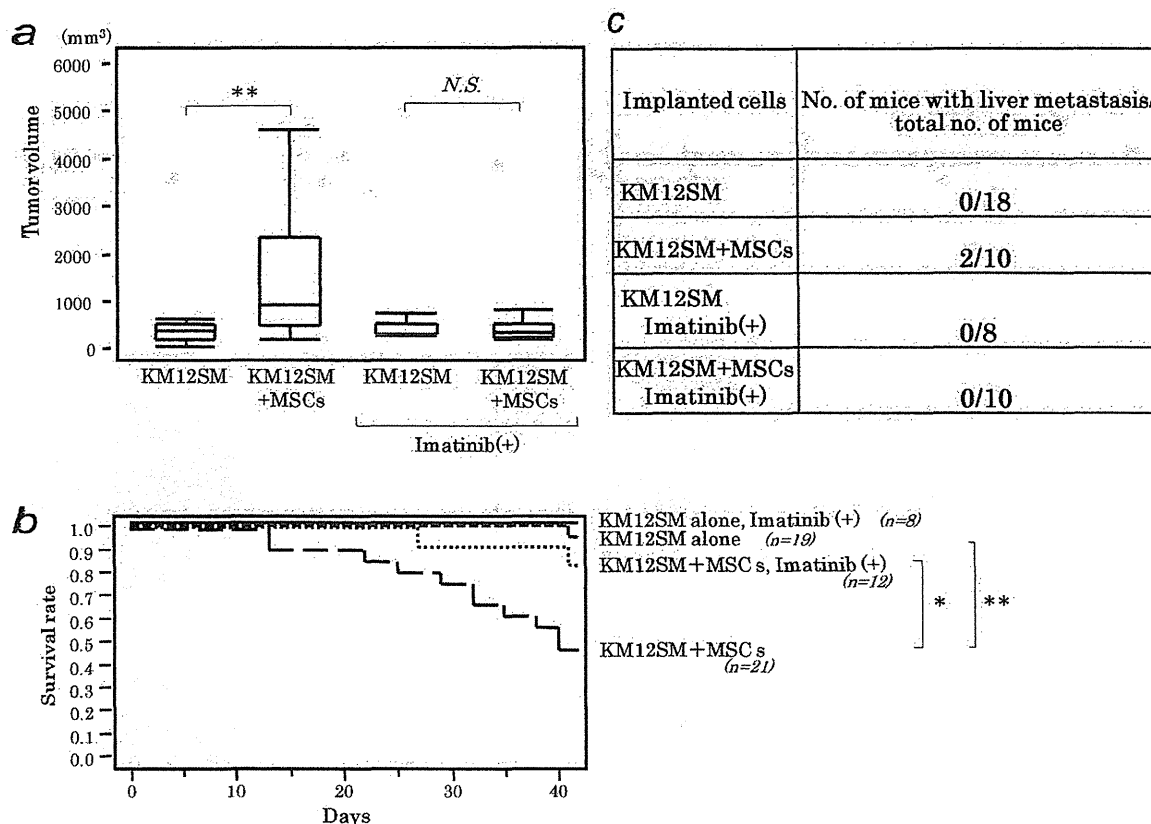 a
(mm³)
6000
5000
4000
3000
2000
1000
0
Tumor volume
**
N.S.
KM12SM
KM12SM
+MSCs
KM12SM
KM12SM
+MSCs
Imatinib(+)
c
Implanted cells
No. of mice with liver metastasis/
total no. of mice
KM12SM
0/18
KM12SM+MSCs
2/10
KM12SM
Imatinib(+)
0/8
KM12SM+MSCs
Imatinib(+)
0/10
b
1.0
0.9
0.8
0.7
0.6
0.5
0.4
0.3
0.2
0.1
0.0
Survival rate
0 10 20 30 40
Days
KM12SM alone, Imatinib (+) (n=8)
KM12SM alone (n=19)
KM12SM+MSCs, Imatinib (+)
(n=12)
KM12SM+MSCs
(n=21)
*
**